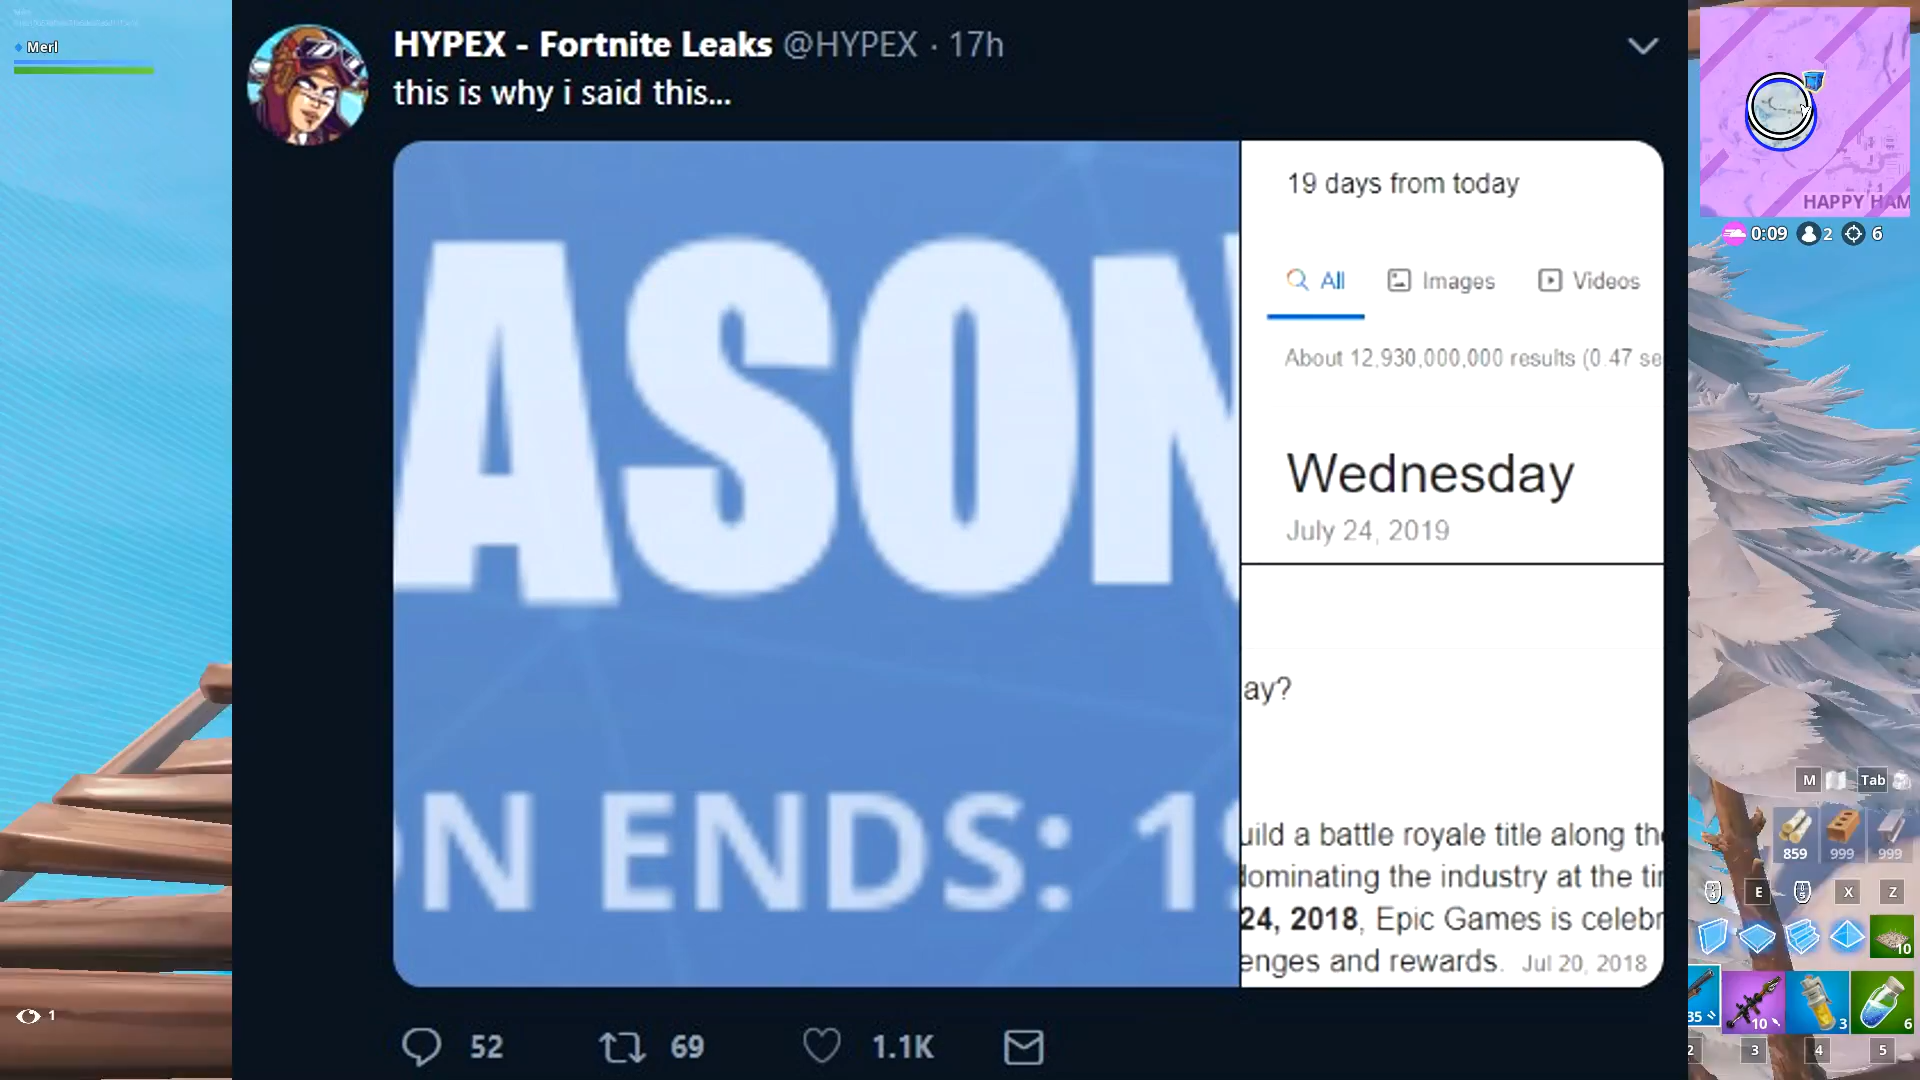 Merl
HYPEX - Fortnite Leaks @HYPEX · 17h
this is why i said this...
ASON
N ENDS: 19
19 days from today
All Images Videos
About 12,930,000,000 results (0.47 se
Wednesday
July 24, 2019
ay?
uild a battle royale title along the
dominating the industry at the tir
24, 2018, Epic Games is celebr
enges and rewards. Jul 20, 2018
52 69 1.1K
1
HAPPY HAM
0:09 2 6
M Tab
859 999 999
E X Z
10
35 10 3 6
2 3 4 5